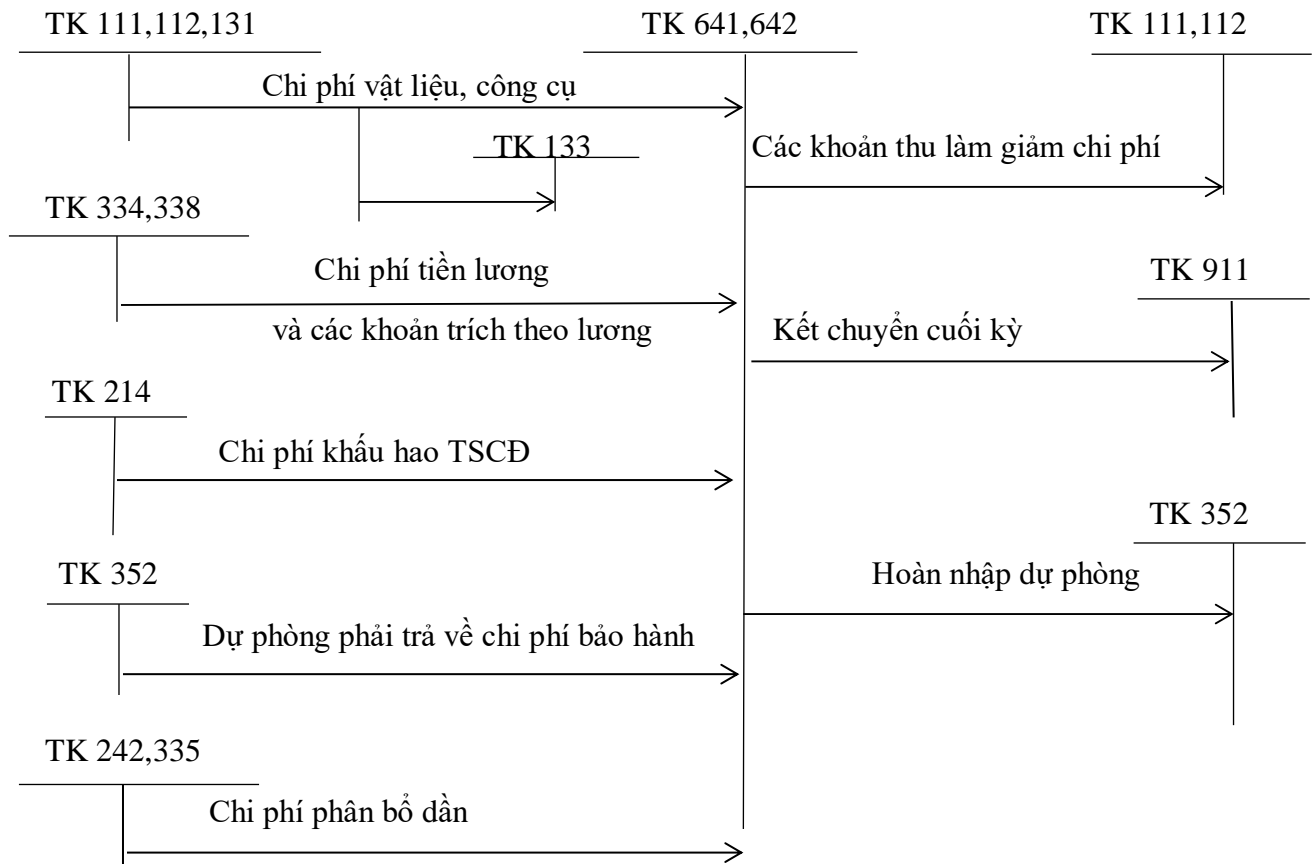 TK 111,112,131
TK 641,642
TK 111,112
Chi phí vật liệu, công cụ
TK 133
Các khoản thu làm giảm chi phí
TK 334,338
Chi phí tiền lương
và các khoản trích theo lương
TK 911
Kết chuyển cuối kỳ
TK 214
Chi phí khấu hao TSCĐ
TK 352
Hoàn nhập dự phòng
TK 352
Dự phòng phải trả về chi phí bảo hành
TK 242,335
Chi phí phân bổ dần